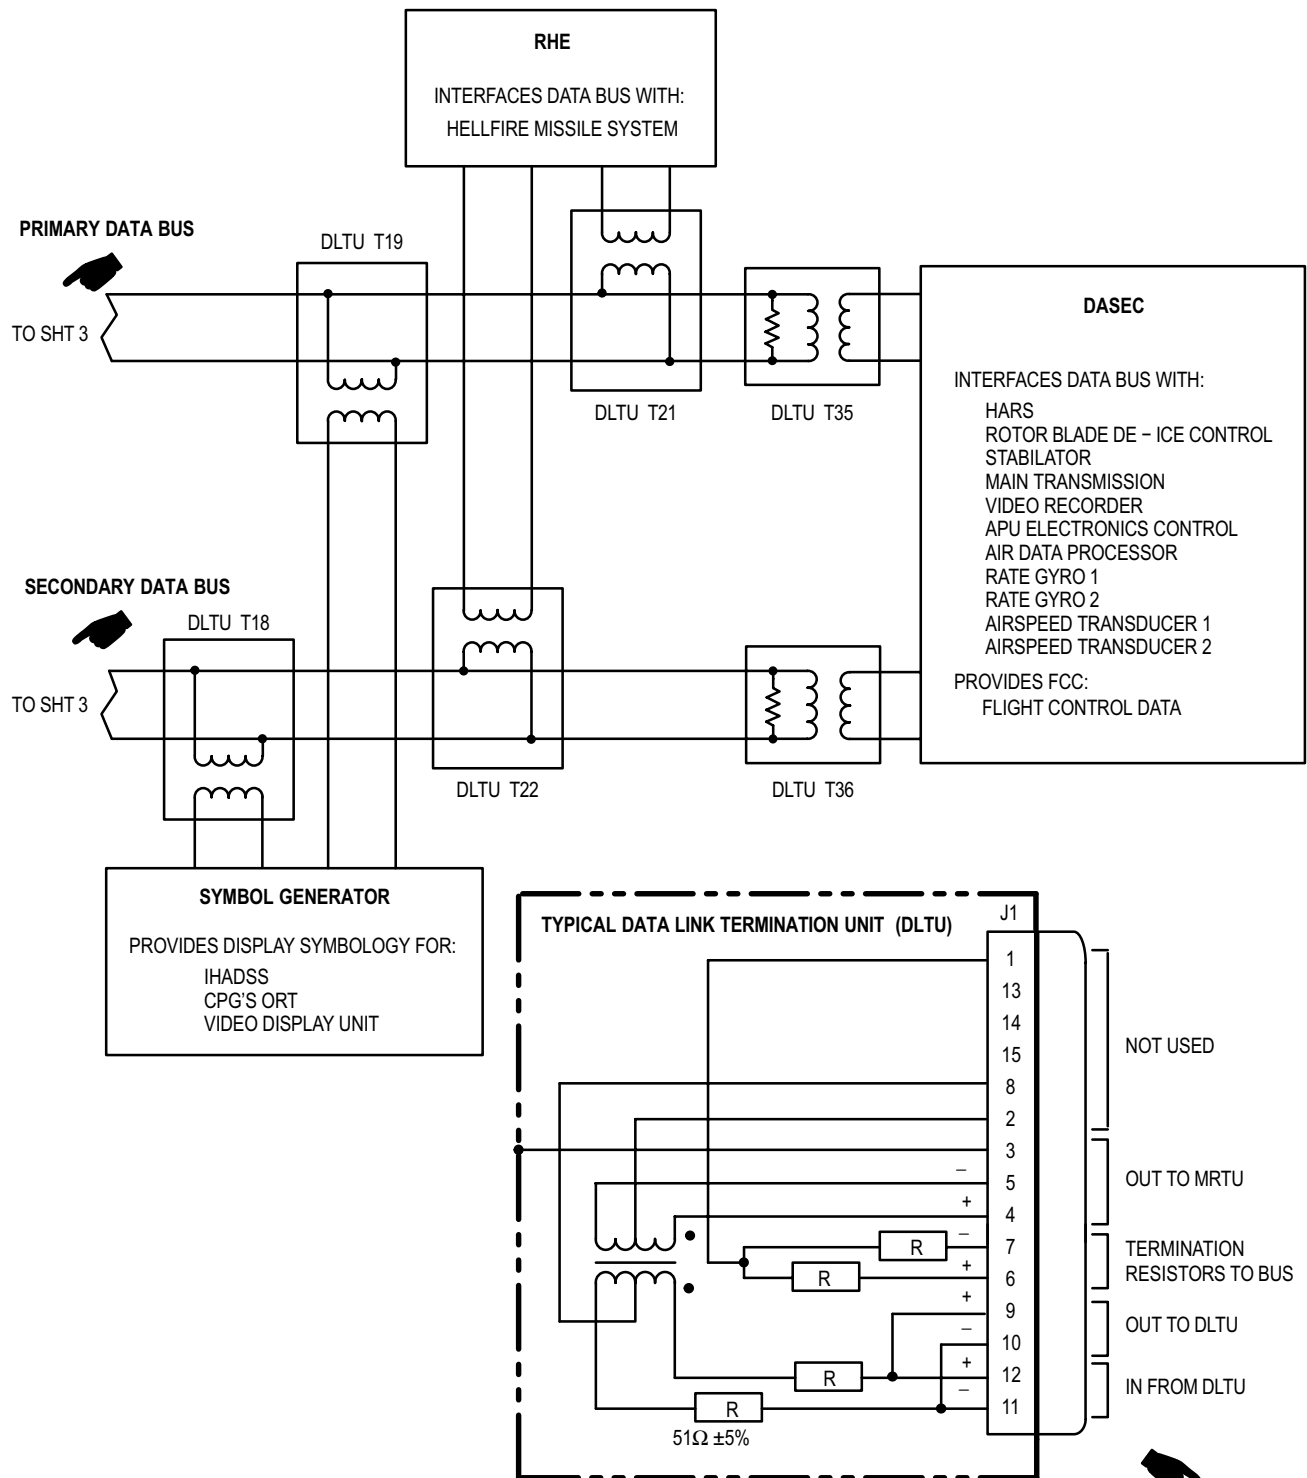 RHE
INTERFACES DATA BUS WITH:
HELLFIRE MISSILE SYSTEM
PRIMARY DATA BUS
DLTU T19
TO SHT 3
DLTU T21
DLTU T35
DASEC
INTERFACES DATA BUS WITH:
HARS
ROTOR BLADE DE − ICE CONTROL
STABILATOR
MAIN TRANSMISSION
VIDEO RECORDER
APU ELECTRONICS CONTROL
AIR DATA PROCESSOR
RATE GYRO 1
RATE GYRO 2
AIRSPEED TRANSDUCER 1
AIRSPEED TRANSDUCER 2
PROVIDES FCC:
FLIGHT CONTROL DATA
SECONDARY DATA BUS
DLTU T18
TO SHT 3
DLTU T22
DLTU T36
SYMBOL GENERATOR
PROVIDES DISPLAY SYMBOLOGY FOR:
IHADSS
CPG'S ORT
VIDEO DISPLAY UNIT
TYPICAL DATA LINK TERMINATION UNIT (DLTU)
J1
1
13
14
15
8
2
NOT USED
3
− 5
+ 4
OUT TO MRTU
R − 7
R + 6
TERMINATION
RESISTORS TO BUS
+ 9
− 10
OUT TO DLTU
R + 12
R − 11
IN FROM DLTU
51Ω ±5%